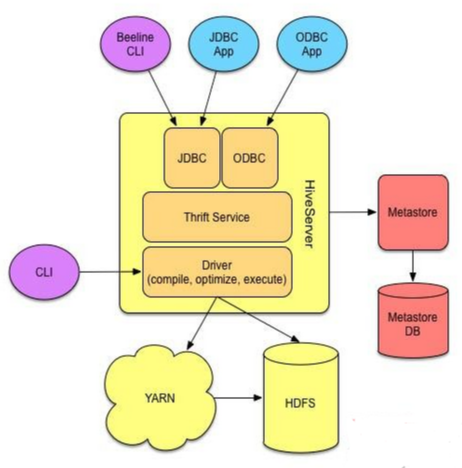 Beeline
CLI
JDBC
App
ODBC
App
JDBC
ODBC
HiveServer
Thrift Service
Metastore
CLI
Driver
(compile, optimize, execute)
Metastore
DB
YARN
HDFS